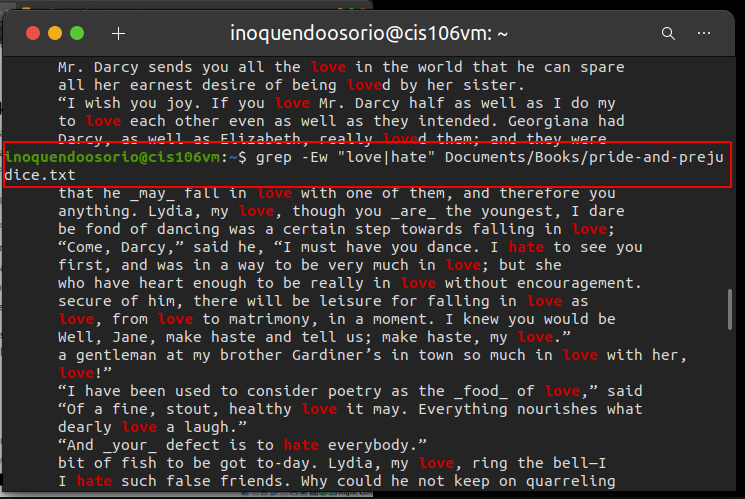 inoquendoosorio@cis106vm: ~
Mr. Darcy sends you all the love in the world that he can spare
all her earnest desire of being loved by her sister.
“I wish you joy. If you love Mr. Darcy half as well as I do my
to love each other even as well as they intended. Georgiana had
Darcy, as well as Elizabeth, really loved them; and they were
inoquendoosorio@cis106vm:~$ grep -Ew "love|hate" Documents/Books/pride-and-preju
dice.txt
that he _may_ fall in love with one of them, and therefore you
anything. Lydia, my love, though you _are_ the youngest, I dare
be fond of dancing was a certain step towards falling in love;
“Come, Darcy,” said he, “I must have you dance. I hate to see you
first, and was in a way to be very much in love; but she
who have heart enough to be really in love without encouragement.
secure of him, there will be leisure for falling in love as
love, from love to matrimony, in a moment. I knew you would be
Well, Jane, make haste and tell us; make haste, my love.”
a gentleman at my brother Gardiner’s in town so much in love with her,
love!”
“I have been used to consider poetry as the _food_ of love,” said
“Of a fine, stout, healthy love it may. Everything nourishes what
dearly love a laugh.”
“And _your_ defect is to hate everybody.”
bit of fish to be got to-day. Lydia, my love, ring the bell—I
I hate such false friends. Why could he not keep on quarreling